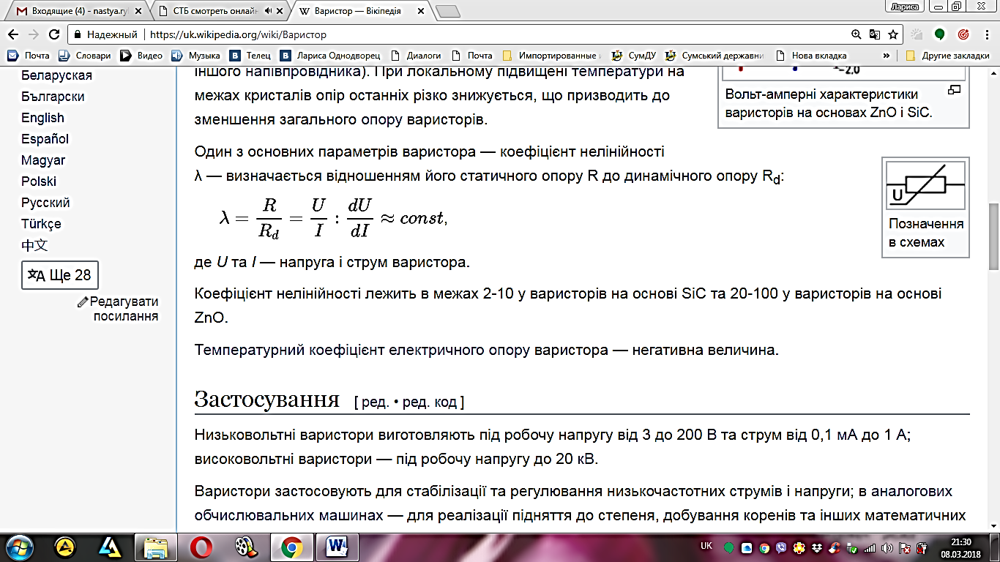 Входящие (4) - nastya.ry
СТБ смотреть онлайн
Варистор — Вікіпедія
Лариса
Надежный
https://uk.wikipedia.org/wiki/Варистор
Почта
Словари
Видео
Музыка
Телец
Лариса Однодворец
Диалоги
Почта
Импортированные
СумДУ
Сумський державни
Нова вкладка
»
Другие закладки
Беларуская
Български
English
Español
Magyar
Polski
Русский
Türkçe
中文
Ще 28
Редагувати
посилання
іншого напівпровідника). При локальному підвищені температури на
межах кристалів опір останніх різко знижується, що призводить до
зменшення загального опору варисторів.
-2,0
Вольт-амперні характеристики
варисторів на основах ZnO і SiC.
Один з основних параметрів варистора — коефіцієнт нелінійності
λ — визначається відношенням його статичного опору R до динамічного опору Rd:
λ = R/Rd = U/I : dU/dI ≈ const,
U
Позначення
в схемах
де U та I — напруга і струм варистора.
Коефіцієнт нелінійності лежить в межах 2-10 у варисторів на основі SiC та 20-100 у варисторів на основі
ZnO.
Температурний коефіцієнт електричного опору варистора — негативна величина.
Застосування [ ред. • ред. код ]
Низьковольтні варистори виготовляють під робочу напругу від 3 до 200 В та струм від 0,1 мА до 1 А;
високовольтні варистори — під робочу напругу до 20 кВ.
Варистори застосовують для стабілізації та регулювання низькочастотних струмів і напруги; в аналогових
обчислювальних машинах — для реалізації підняття до степеня, добування коренів та інших математичних
UK
21:30
08.03.2018